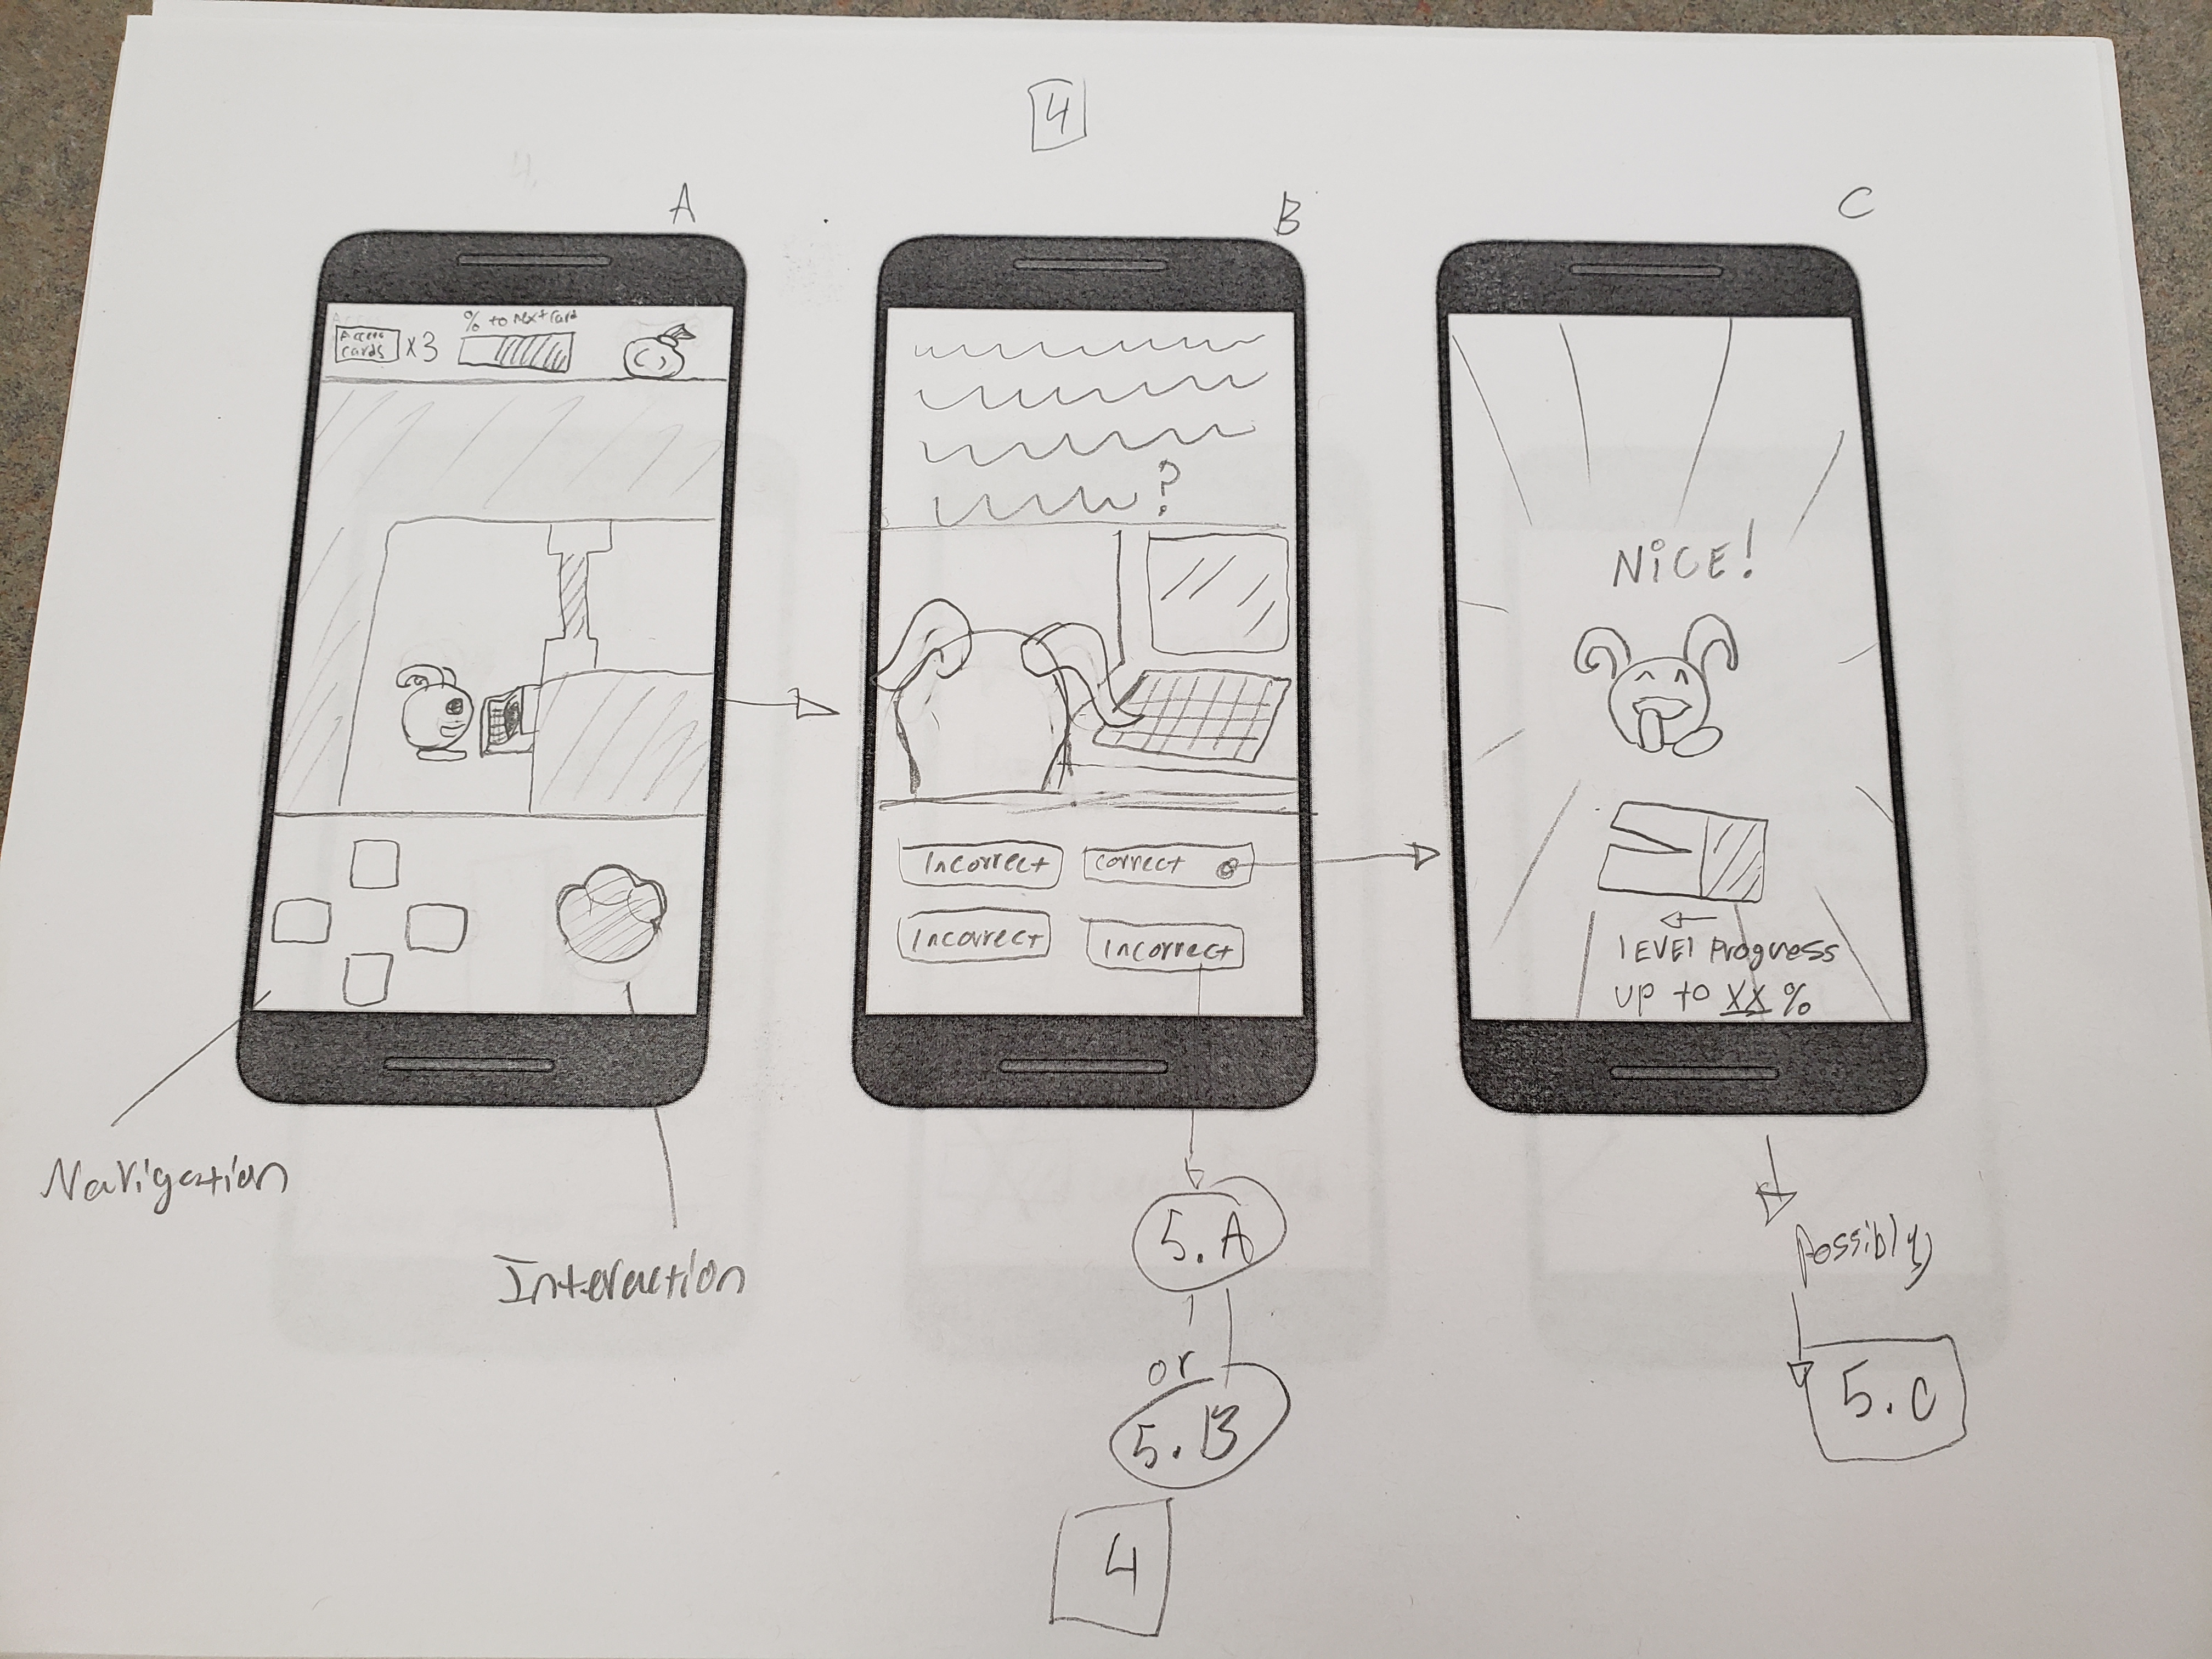 4
A
B
C
Access
cards
x3
% to next card
?
Incorrect
Correct
Incorrect
Incorrect
NiCE!
lEVEl progress
up to XX %
Navigation
Interaction
5.A
or
5.B
possibly
5.C
4